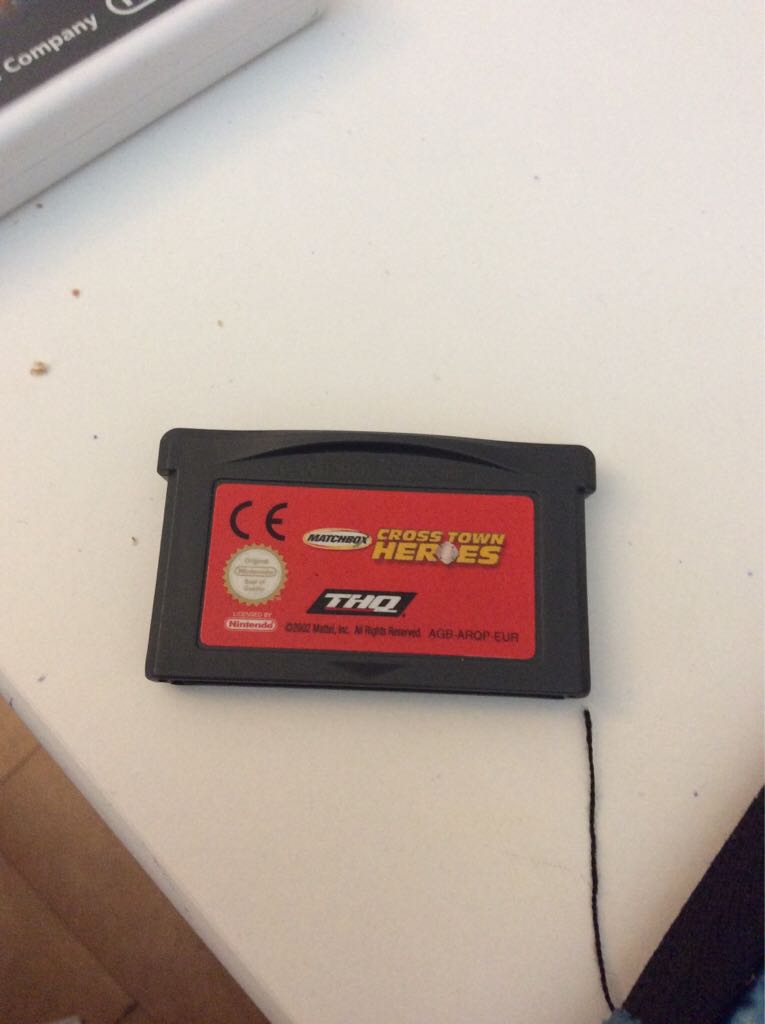 Company
CE
MATCHBOX
CROSS TOWN
HEROES
Original
Nintendo
Seal of
Quality
THQ
LICENSED BY
Nintendo
©2002 Mattel, Inc. All Rights Reserved. AGB-AROP-EUR